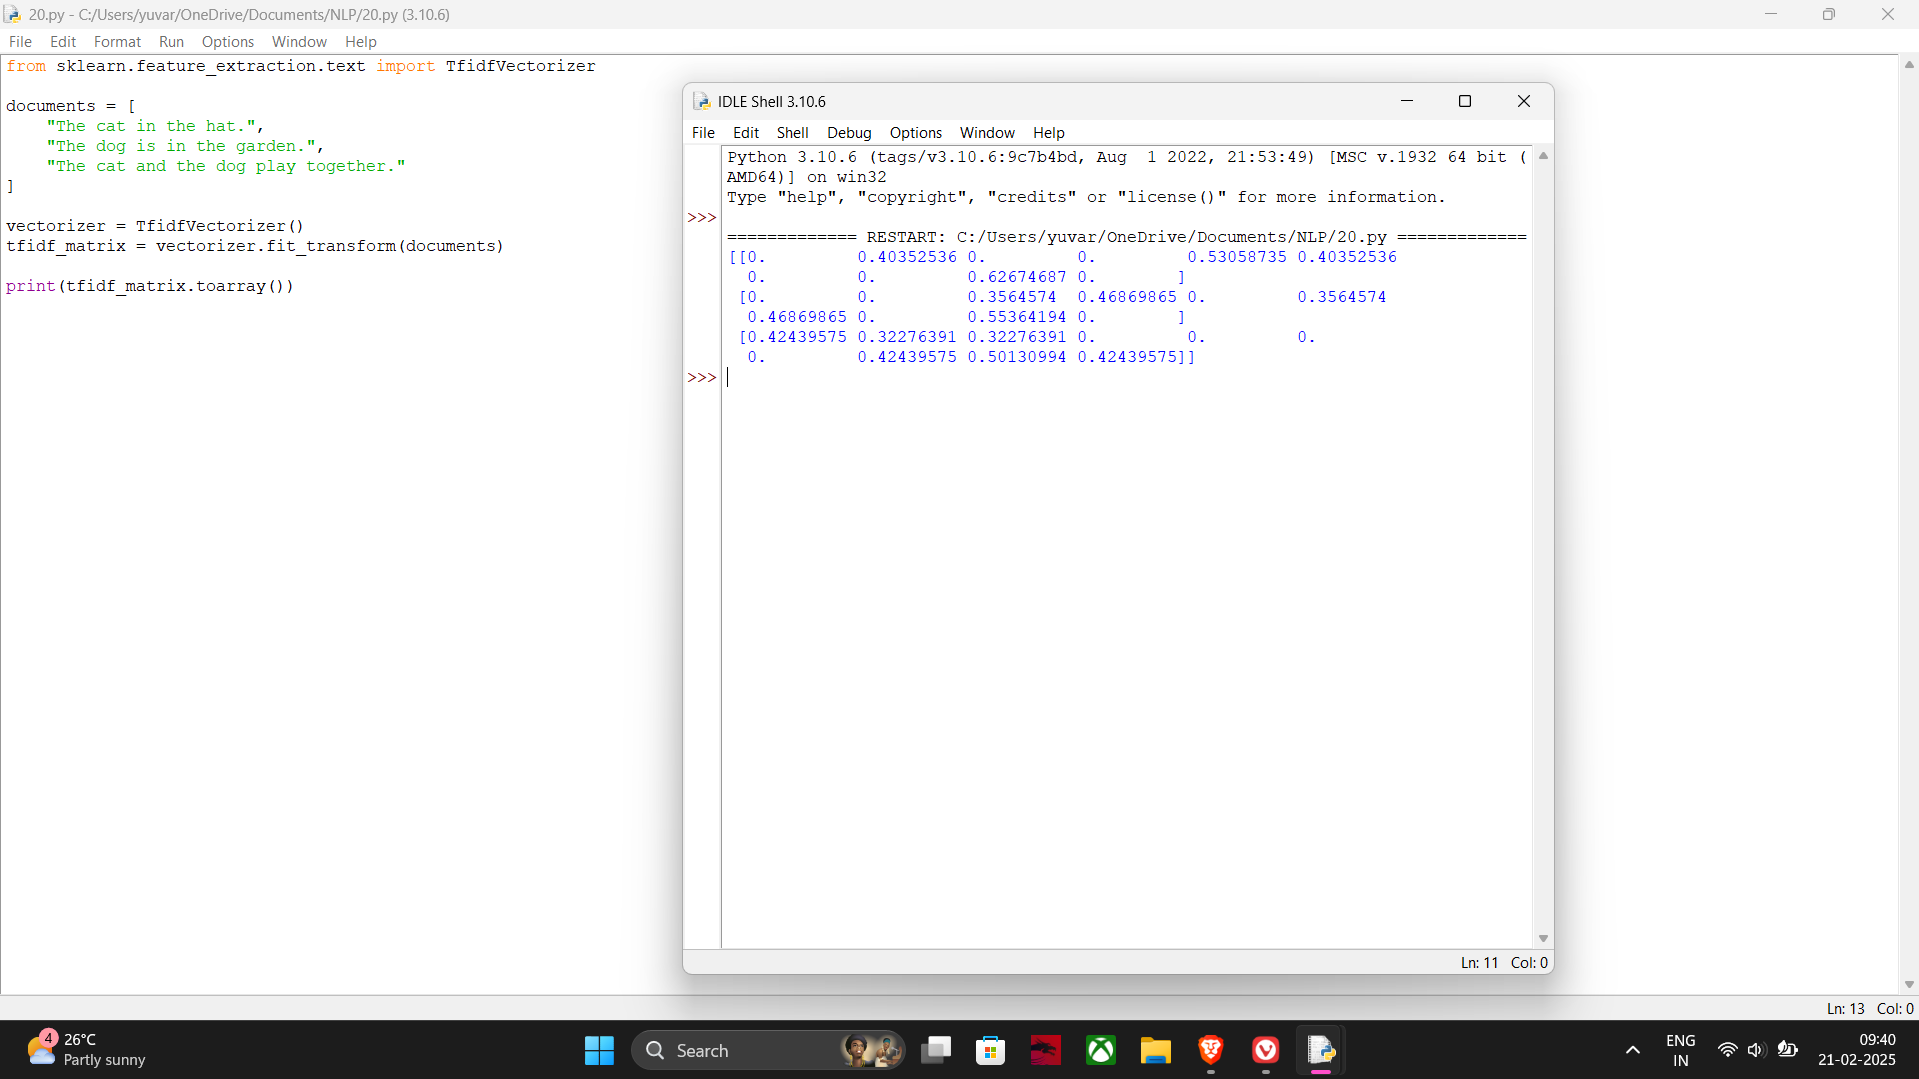 20.py - C:/Users/yuvar/OneDrive/Documents/NLP/20.py (3.10.6)
File Edit Format Run Options Window Help
from sklearn.feature_extraction.text import TfidfVectorizer
documents = [
    "The cat in the hat.",
    "The dog is in the garden.",
    "The cat and the dog play together."
]
vectorizer = TfidfVectorizer()
tfidf_matrix = vectorizer.fit_transform(documents)
print(tfidf_matrix.toarray())
IDLE Shell 3.10.6
File Edit Shell Debug Options Window Help
Python 3.10.6 (tags/v3.10.6:9c7b4bd, Aug  1 2022, 21:53:49) [MSC v.1932 64 bit (
AMD64)] on win32
Type "help", "copyright", "credits" or "license()" for more information.
>>>
============= RESTART: C:/Users/yuvar/OneDrive/Documents/NLP/20.py =============
[[0.         0.40352536 0.         0.         0.53058735 0.40352536
  0.         0.         0.62674687 0.        ]
 [0.         0.         0.3564574  0.46869865 0.         0.3564574
  0.46869865 0.         0.55364194 0.        ]
 [0.42439575 0.32276391 0.32276391 0.         0.         0.
  0.         0.42439575 0.50130994 0.42439575]]
>>>
Ln: 11 Col: 0
Ln: 13 Col: 0
4
26°C
Partly sunny
Search
ENG
IN
09:40
21-02-2025